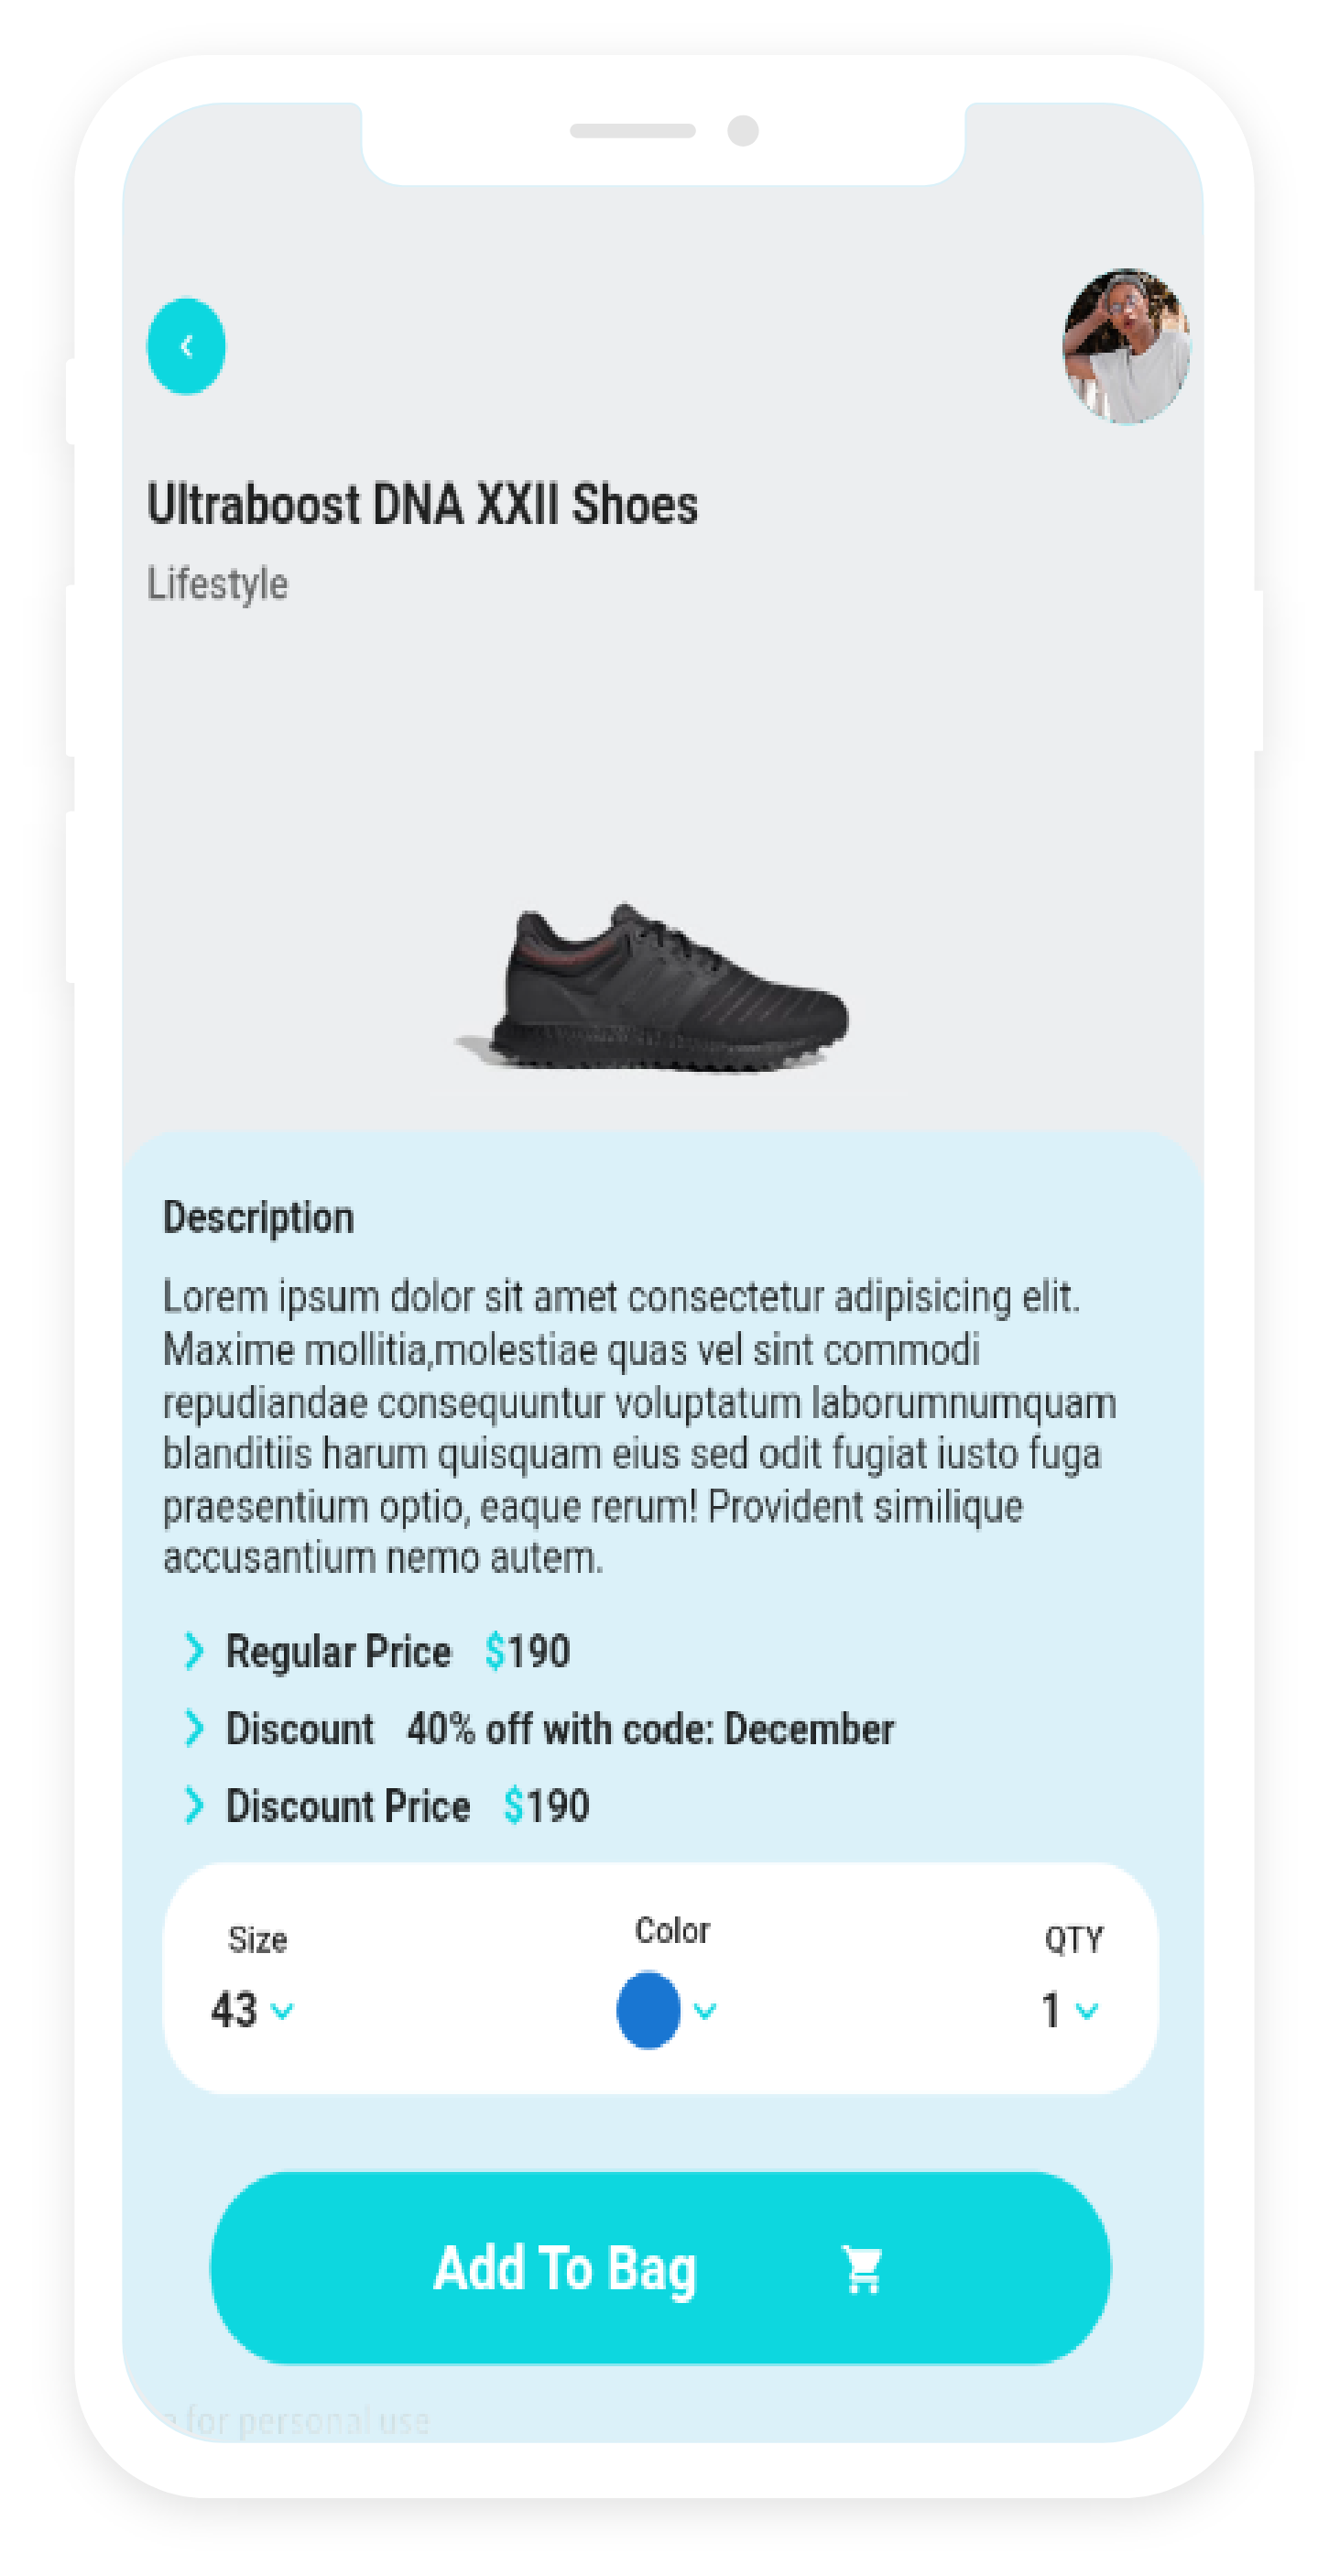 Ultraboost DNA XXII Shoes
Lifestyle
Description
Lorem ipsum dolor sit amet consectetur adipisicing elit.
Maxime mollitia,molestiae quas vel sint commodi
repudiandae consequuntur voluptatum laborumnumquam
blanditiis harum quisquam eius sed odit fugiat iusto fuga
praesentium optio, eaque rerum! Provident similique
accusantium nemo autem.
Regular Price $190
Discount 40% off with code: December
Discount Price $190
Size Color QTY
43 1
Add To Bag
for personal use